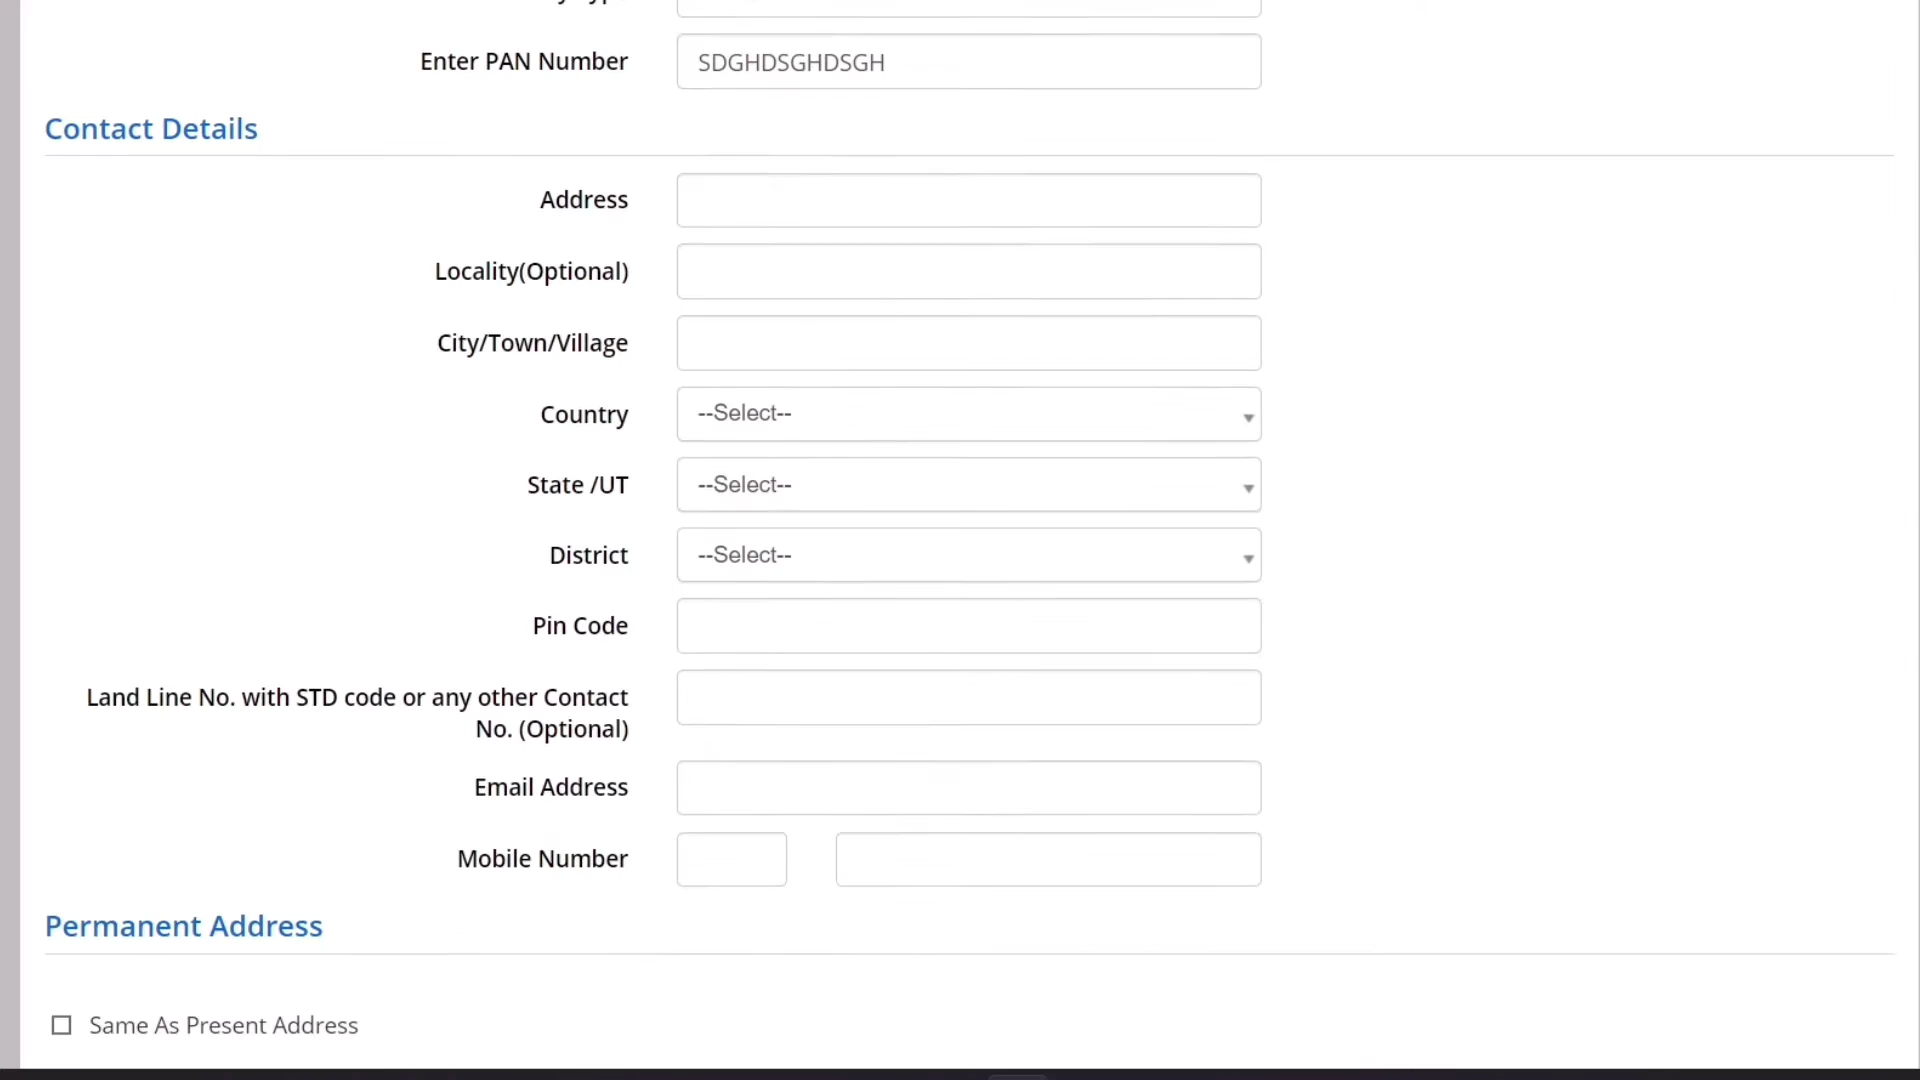 Enter PAN Number
SDGHDSGHDSGH
Contact Details
Address
Locality(Optional)
City/Town/Village
Country
--Select--
State /UT
--Select--
District
--Select--
Pin Code
Land Line No. with STD code or any other Contact
No. (Optional)
Email Address
Mobile Number
Permanent Address
Same As Present Address